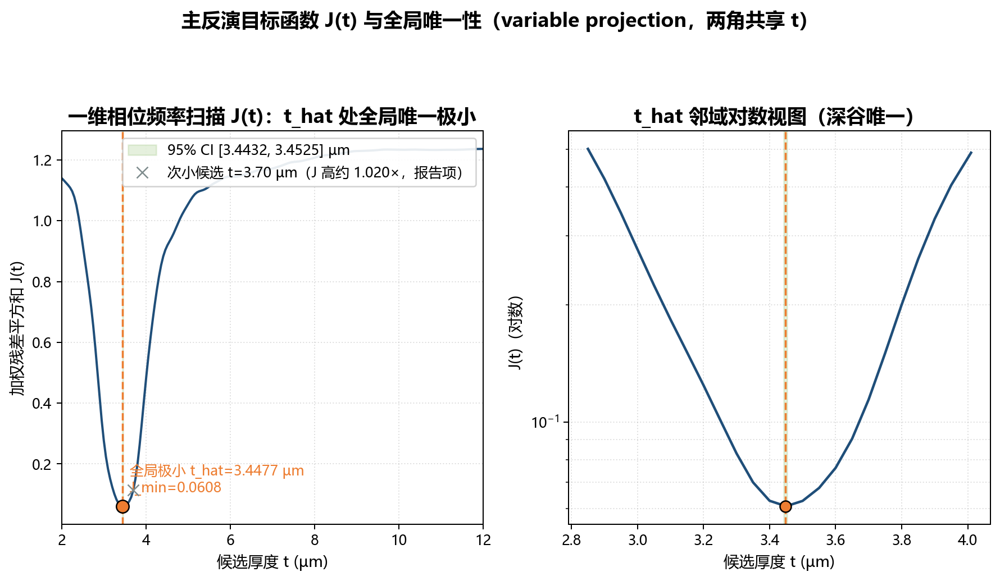 主反演目标函数 J(t) 与全局唯一性（variable projection，两角共享 t）
一维相位频率扫描 J(t)：t_hat 处全局唯一极小
95% CI [3.4432, 3.4525] μm
次小候选 t=3.70 μm（J 高约 1.020×，报告项）
加权残差平方和 J(t)
1.2
1.0
0.8
0.6
0.4
0.2
全局极小 t_hat=3.4477 μm
J_min=0.0608
2 4 6 8 10 12
候选厚度 t (μm)
t_hat 邻域对数视图（深谷唯一）
J(t)（对数）
10⁻¹
2.8 3.0 3.2 3.4 3.6 3.8 4.0
候选厚度 t (μm)